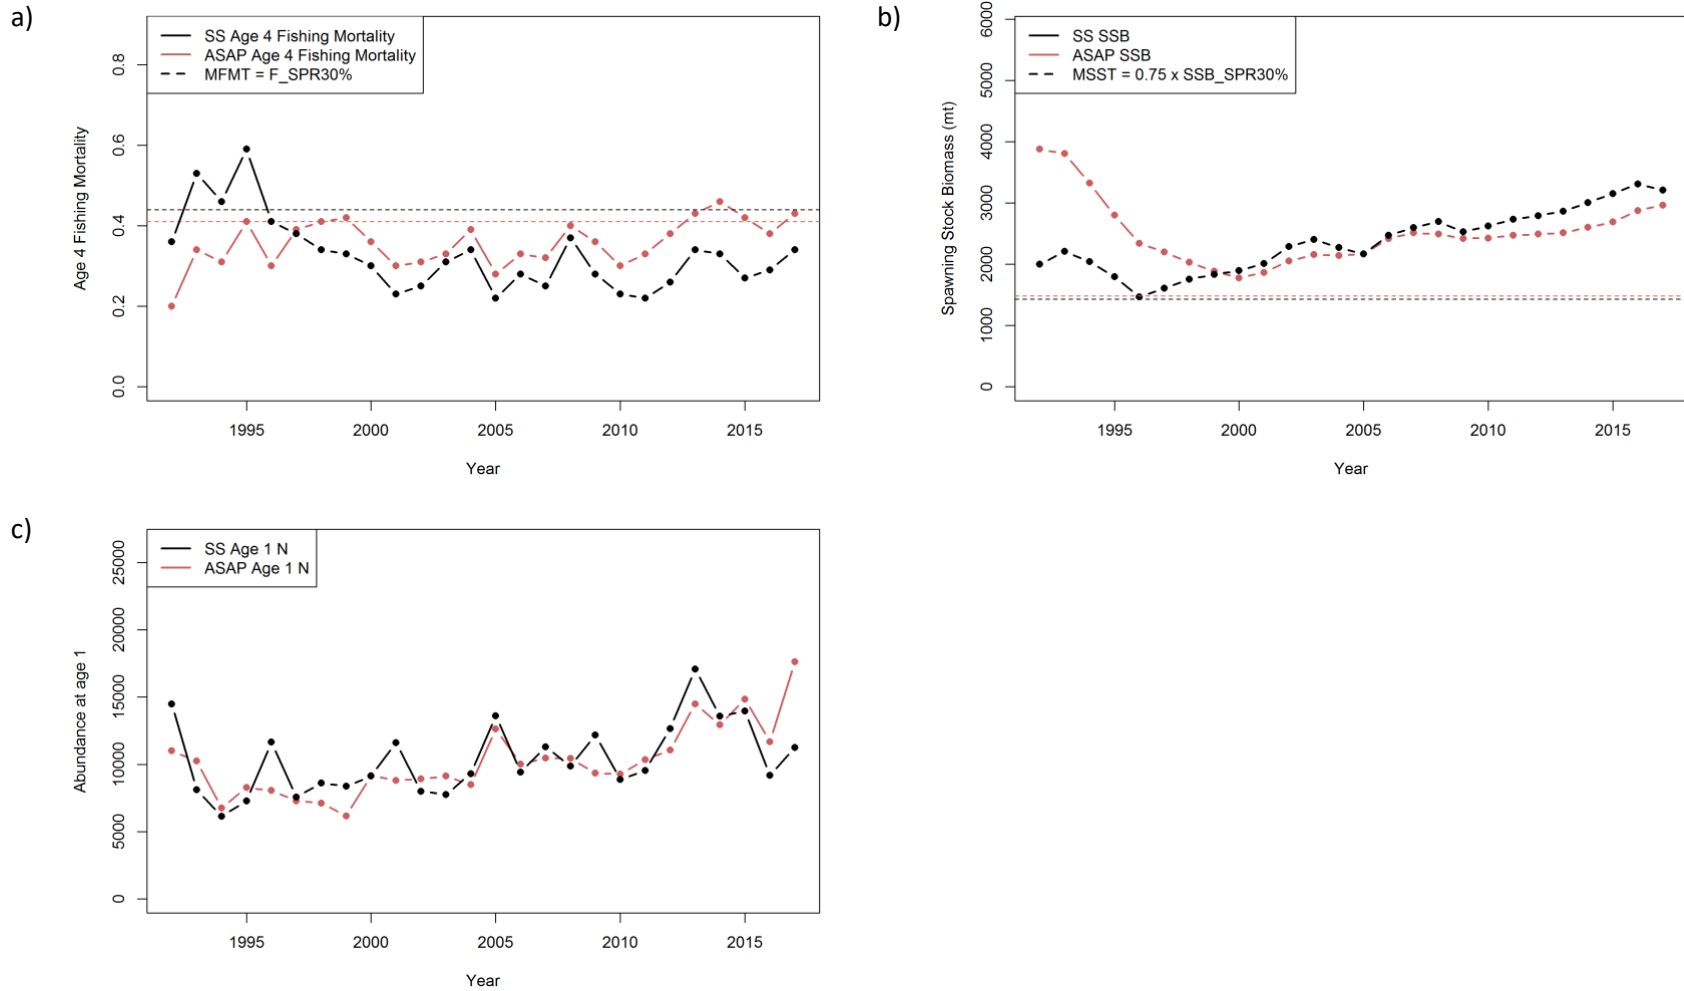 a)
SS Age 4 Fishing Mortality
ASAP Age 4 Fishing Mortality
MFMT = F_SPR30%
Age 4 Fishing Mortality
0.0
0.2
0.4
0.6
0.8
1995
2000
2005
2010
2015
Year
b)
SS SSB
ASAP SSB
MSST = 0.75 x SSB_SPR30%
Spawning Stock Biomass (mt)
0
1000
2000
3000
4000
5000
6000
1995
2000
2005
2010
2015
Year
c)
SS Age 1 N
ASAP Age 1 N
Abundance at age 1
0
5000
10000
15000
20000
25000
1995
2000
2005
2010
2015
Year